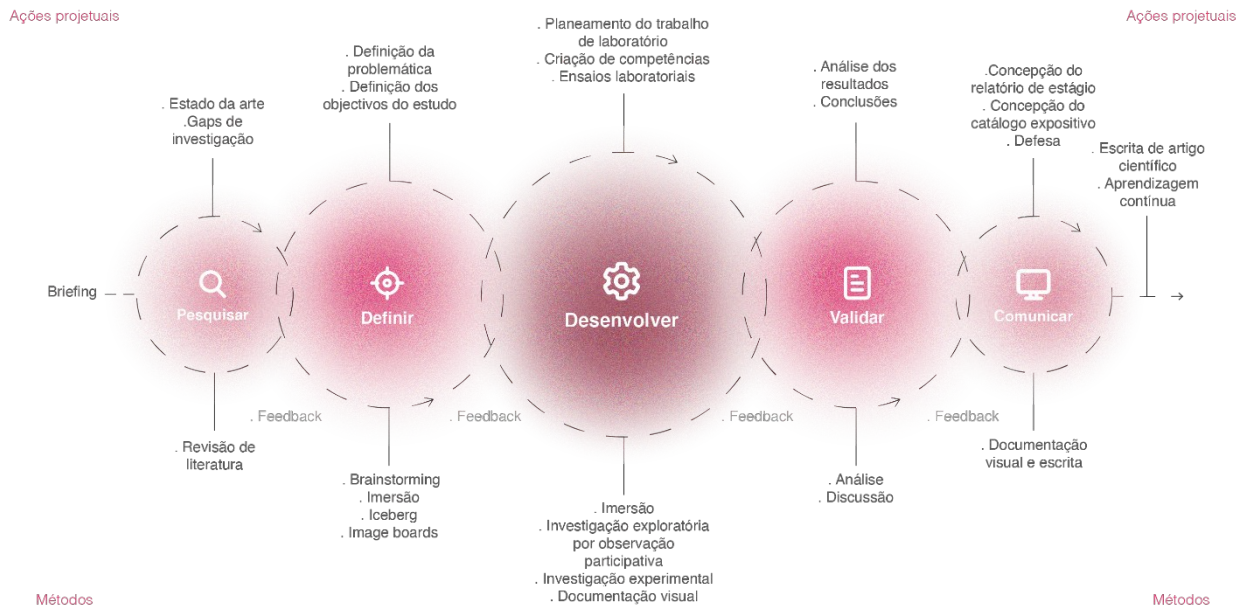 Ações projetuais
Ações projetuais
. Estado da arte
.Gaps de
investigação
. Definição da
problemática
. Definição dos
objectivos do estudo
. Planeamento do trabalho
de laboratório
. Criação de competências
. Ensaios laboratoriais
. Análise dos
resultados
. Conclusões
.Concepção do
relatório de estágio
. Concepção do
catálogo expositivo
. Defesa
. Escrita de artigo
científico
. Aprendizagem
contínua
Briefing
Pesquisar
Definir
Desenvolver
Validar
Comunicar
. Feedback
. Feedback
. Feedback
. Feedback
. Revisão de
literatura
. Brainstorming
. Imersão
. Iceberg
. Image boards
. Imersão
. Investigação exploratória
por observação
participativa
. Investigação experimental
. Documentação visual
. Análise
. Discussão
. Documentação
visual e escrita
Métodos
Métodos